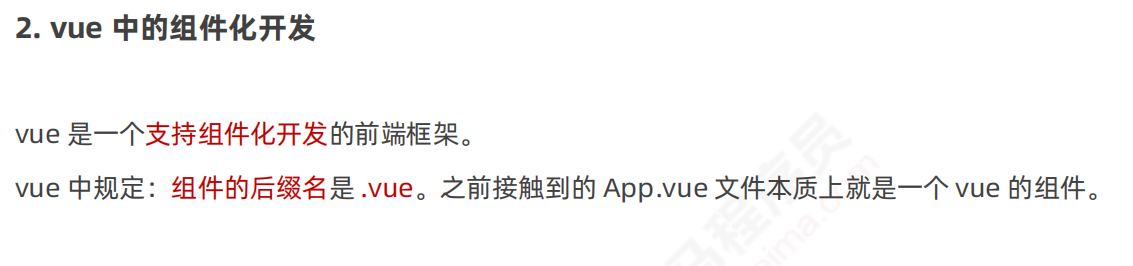 2. vue 中的组件化开发
vue 是一个支持组件化开发的前端框架。
vue 中规定：组件的后缀名是 .vue。之前接触到的 App.vue 文件本质上就是一个 vue 的组件。